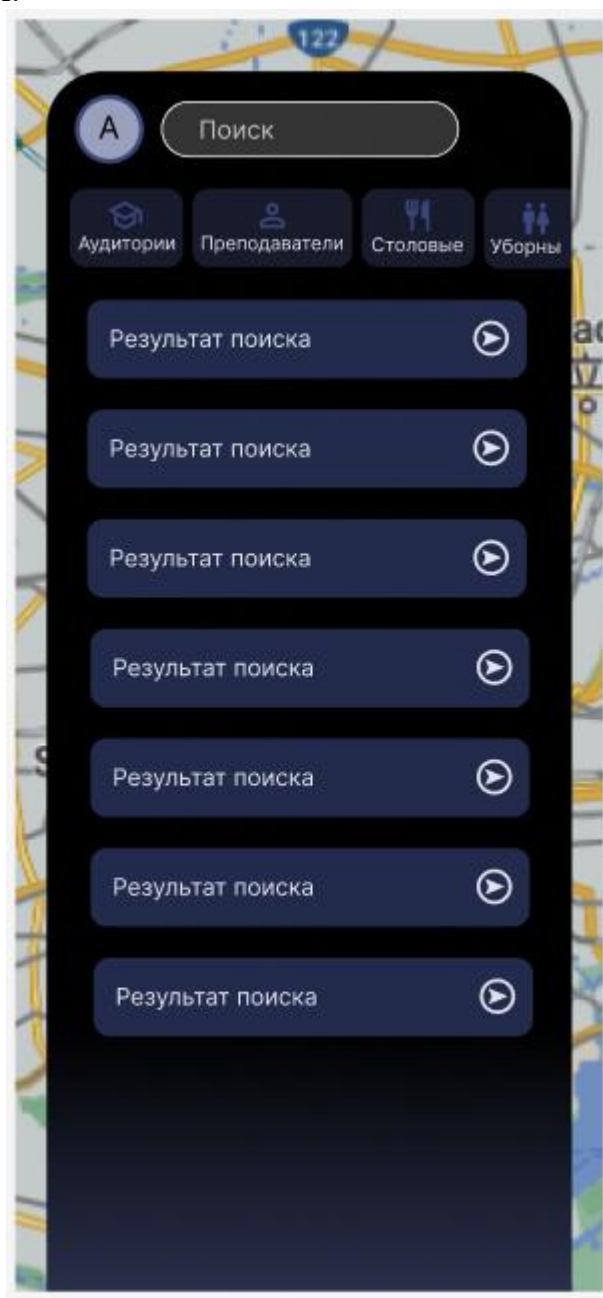 122
А
Поиск
Аудитории Преподаватели Столовые Уборны
Результат поиска
Результат поиска
Результат поиска
Результат поиска
Результат поиска
Результат поиска
Результат поиска